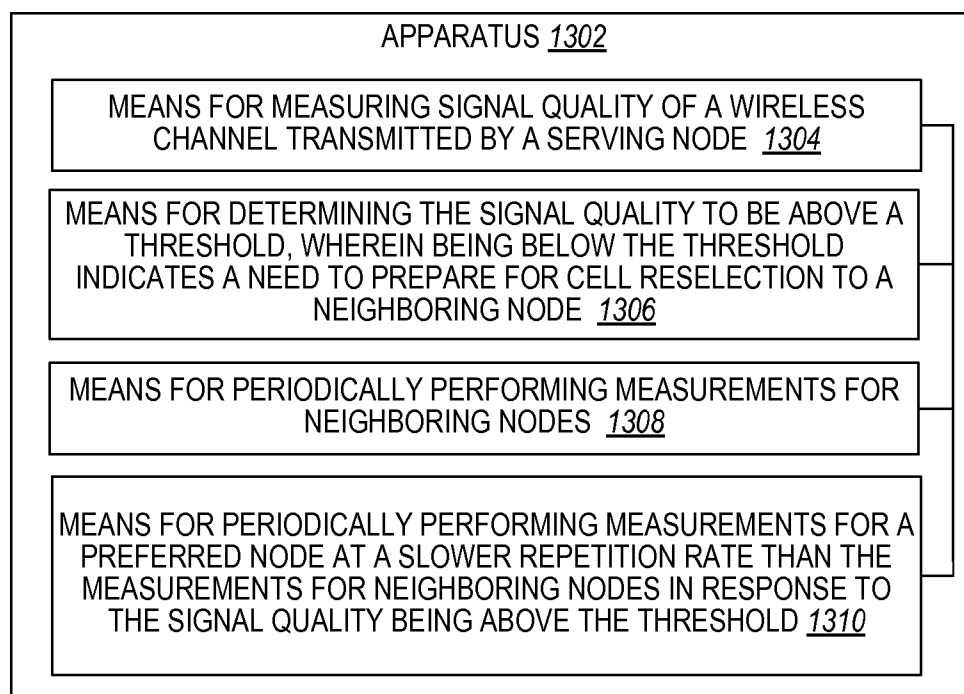 APPARATUS 1302
MEANS FOR MEASURING SIGNAL QUALITY OF A WIRELESS
CHANNEL TRANSMITTED BY A SERVING NODE 1304
MEANS FOR DETERMINING THE SIGNAL QUALITY TO BE ABOVE A
THRESHOLD, WHEREIN BEING BELOW THE THRESHOLD
INDICATES A NEED TO PREPARE FOR CELL RESELECTION TO A
NEIGHBORING NODE 1306
MEANS FOR PERIODICALLY PERFORMING MEASUREMENTS FOR
NEIGHBORING NODES 1308
MEANS FOR PERIODICALLY PERFORMING MEASUREMENTS FOR A
PREFERRED NODE AT A SLOWER REPETITION RATE THAN THE
MEASUREMENTS FOR NEIGHBORING NODES IN RESPONSE TO
THE SIGNAL QUALITY BEING ABOVE THE THRESHOLD 1310